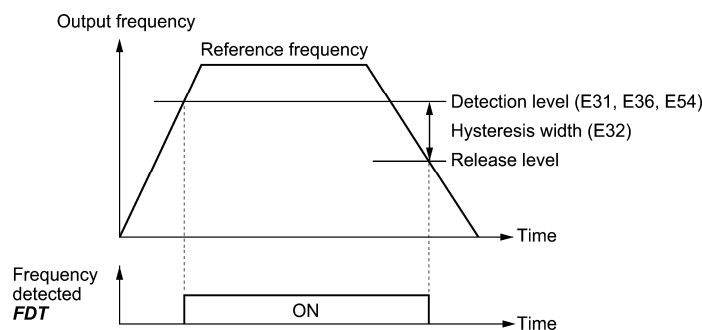 Output frequency
Reference frequency
Detection level (E31, E36, E54)
Hysteresis width (E32)
Release level
Time
Frequency
detected
FDT
ON
Time